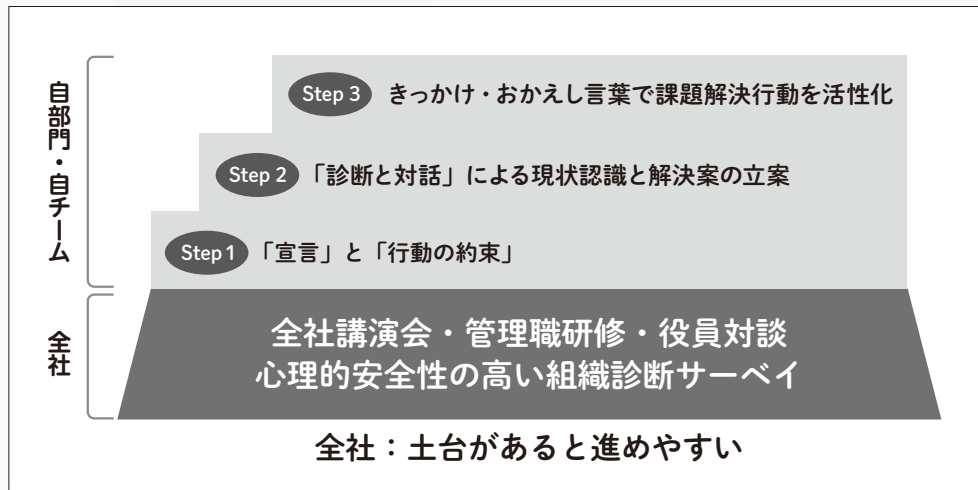 自部門・自チーム
Step 3 きっかけ・おかえし言葉で課題解決行動を活性化
Step 2 「診断と対話」による現状認識と解決案の立案
Step 1 「宣言」と「行動の約束」
全社
全社講演会・管理職研修・役員対談
心理的安全性の高い組織診断サーベイ
全社：土台があると進めやすい